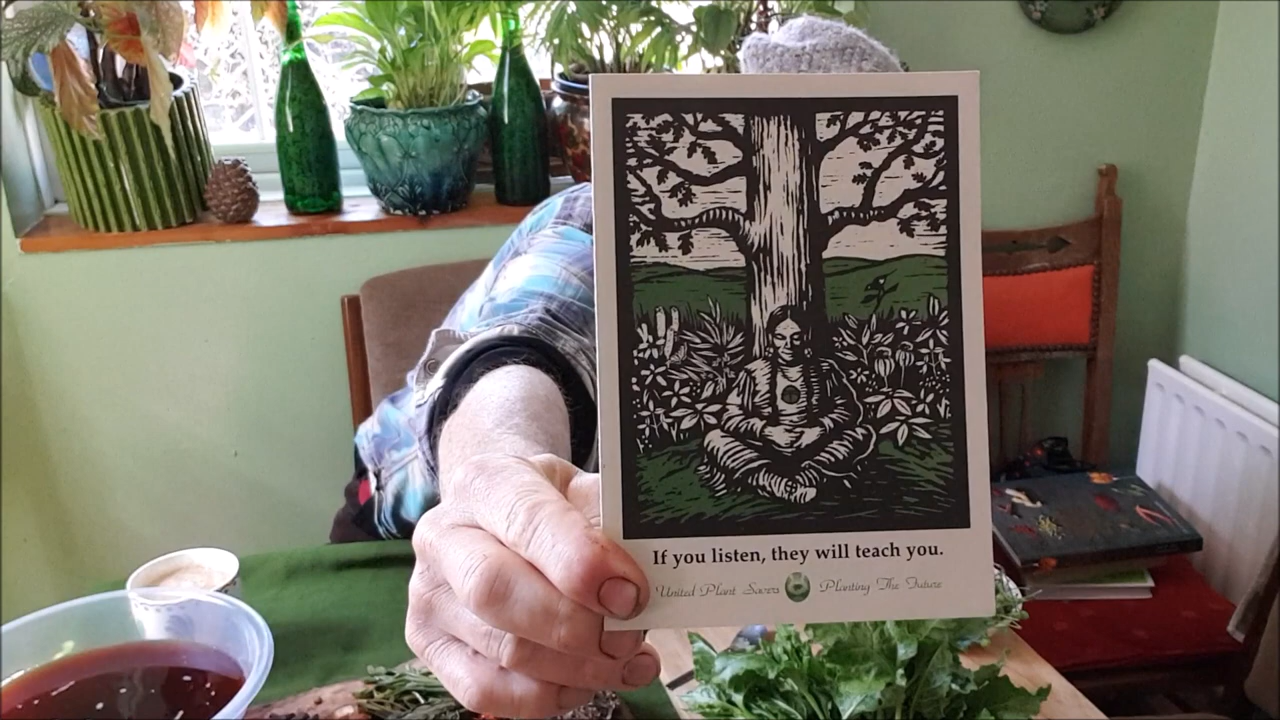 If you listen, they will teach you.
United Plant Savers Planting The Future